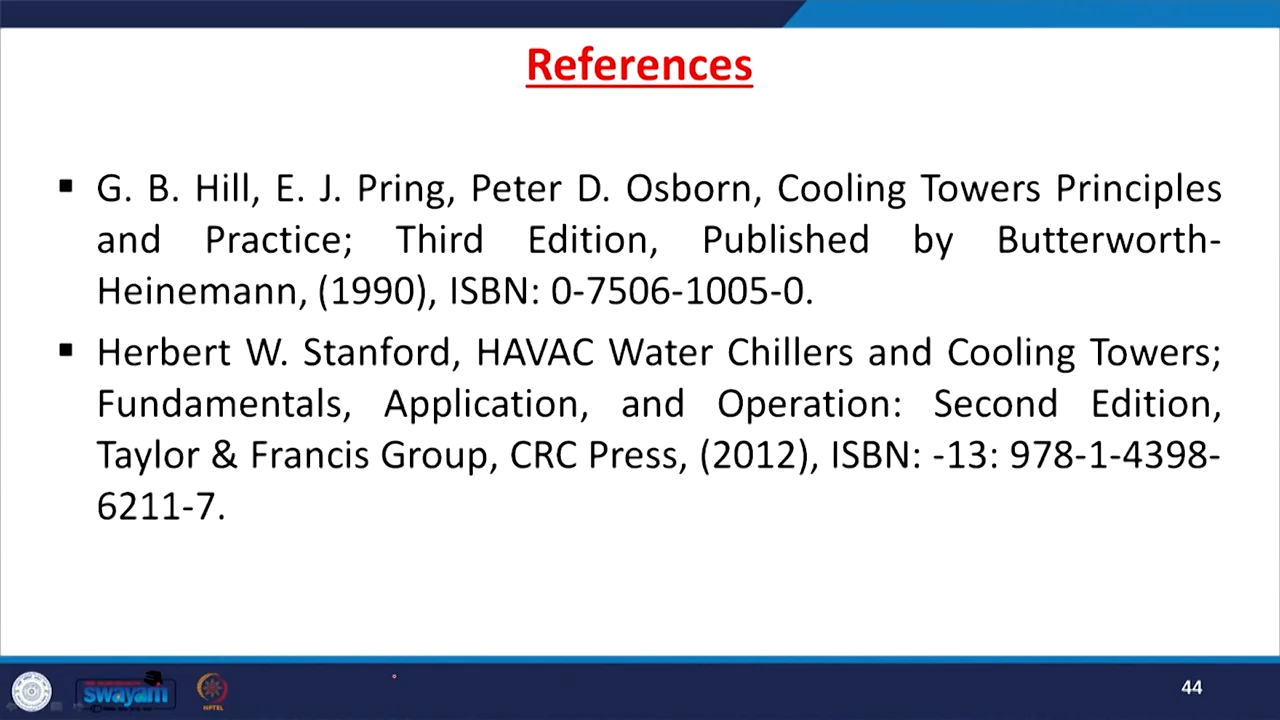 References
▪ G. B. Hill, E. J. Pring, Peter D. Osborn, Cooling Towers Principles
and Practice; Third Edition, Published by Butterworth-
Heinemann, (1990), ISBN: 0-7506-1005-0.
▪ Herbert W. Stanford, HAVAC Water Chillers and Cooling Towers;
Fundamentals, Application, and Operation: Second Edition,
Taylor & Francis Group, CRC Press, (2012), ISBN: -13: 978-1-4398-
6211-7.
swayam
NPTEL
44